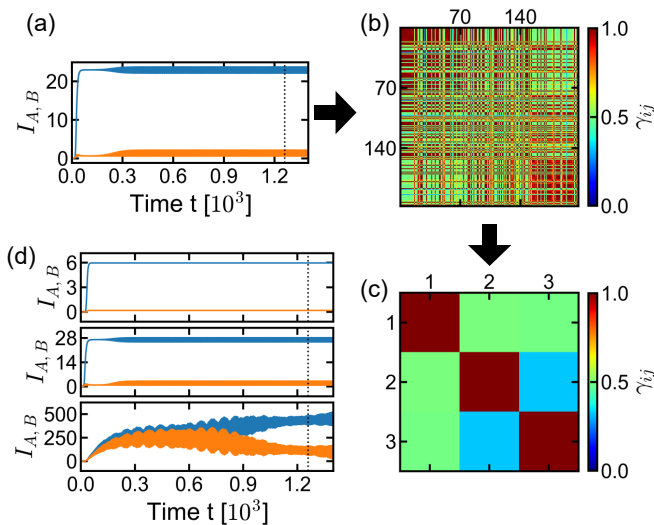 (a)
20
10
0
I_{A,B}
0.0 0.3 0.6 0.9 1.2
Time t [10^3]
(b)
70 140
70
140
1.0
0.5
0.0
γ_{ij}
(d)
6
3
0
I_{A,B}
28
14
0
I_{A,B}
500
250
0
I_{A,B}
0.0 0.3 0.6 0.9 1.2
Time t [10^3]
(c)
1 2 3
1
2
3
1.0
0.5
0.0
γ_{ij}